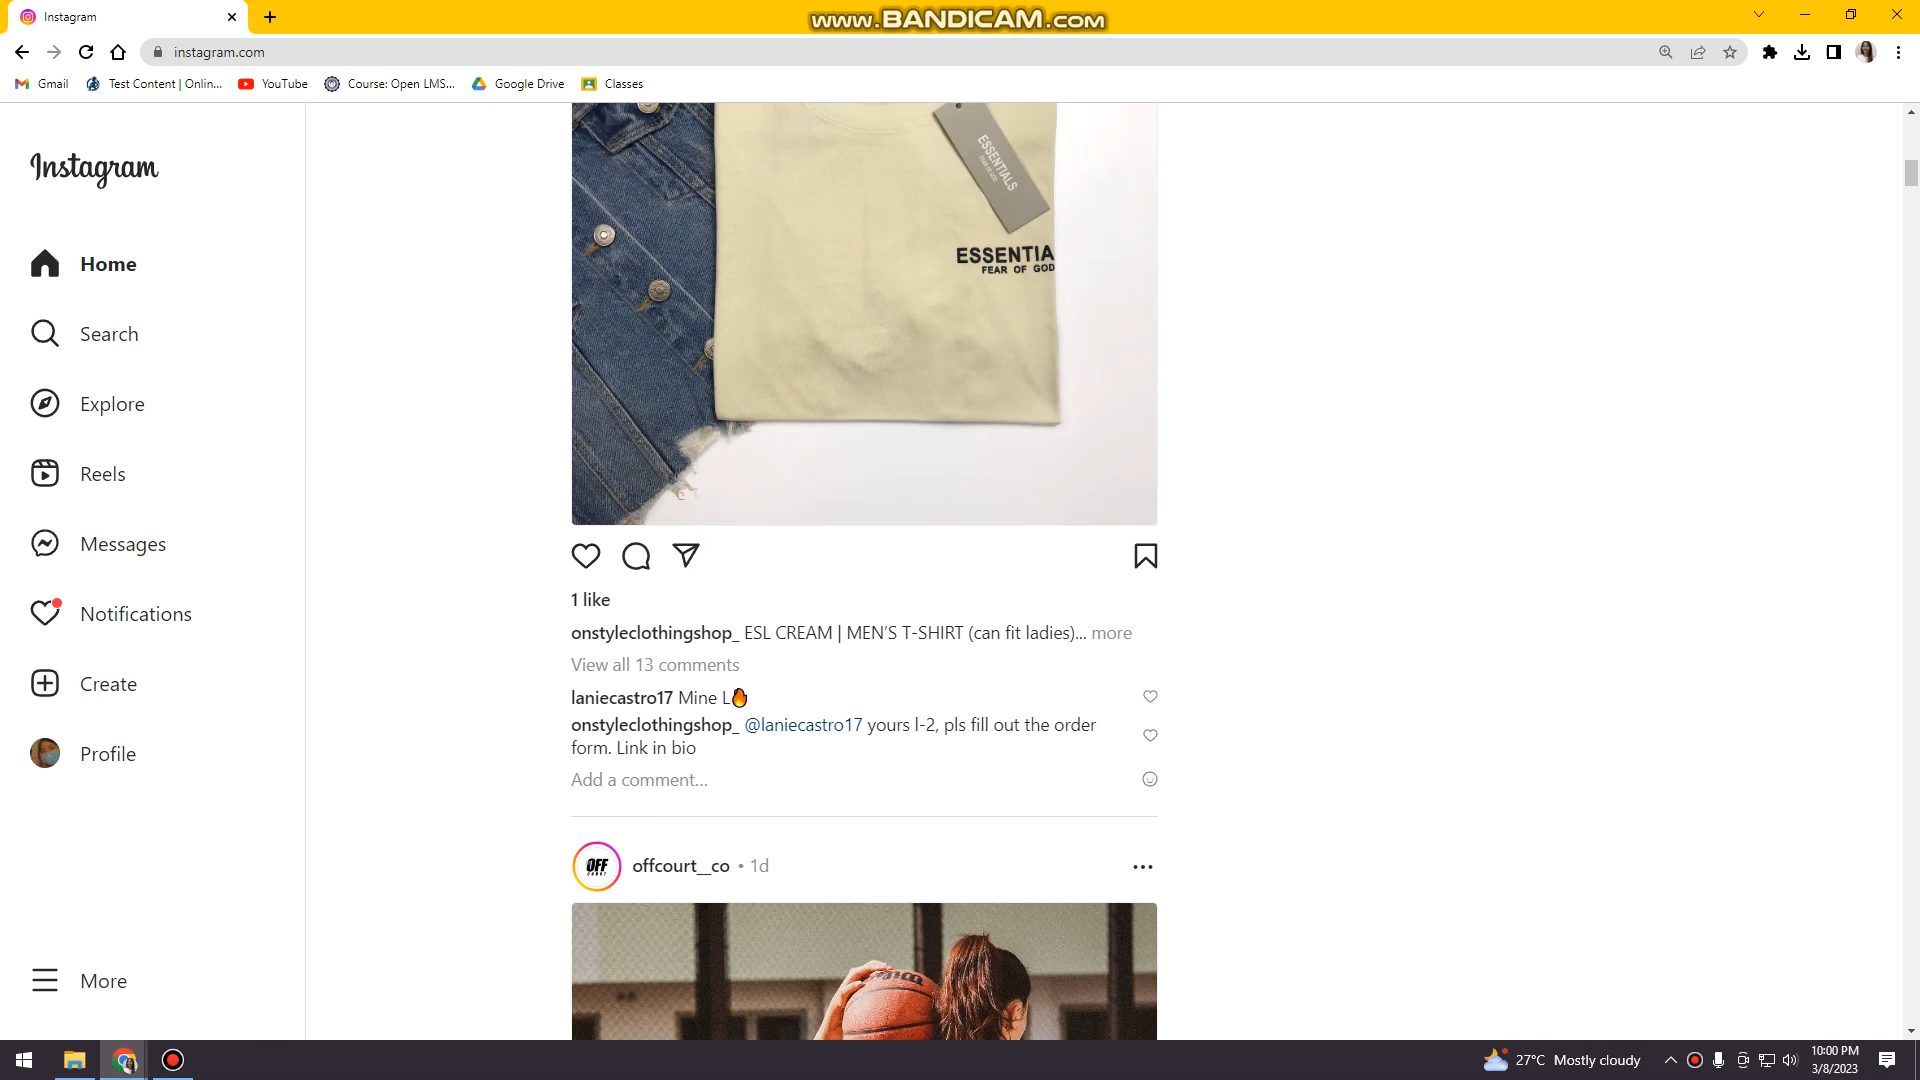 Instagram
www.BANDICAM.com
instagram.com
Gmail
Test Content | Onlin...
YouTube
Course: Open LMS...
Google Drive
Classes
Instagram
Home
Search
Explore
Reels
Messages
Notifications
Create
Profile
More
ESSENTIALS
FEAR OF GOD
ESSENTIA
FEAR OF GOD
1 like
onstyleclothingshop_ ESL CREAM | MEN'S T-SHIRT (can fit ladies)... more
View all 13 comments
laniecastro17 Mine L🔥
onstyleclothingshop_ @laniecastro17 yours l-2, pls fill out the order
form. Link in bio
Add a comment...
OFF
COURT
offcourt__co • 1d
27°C Mostly cloudy
10:00 PM
3/8/2023